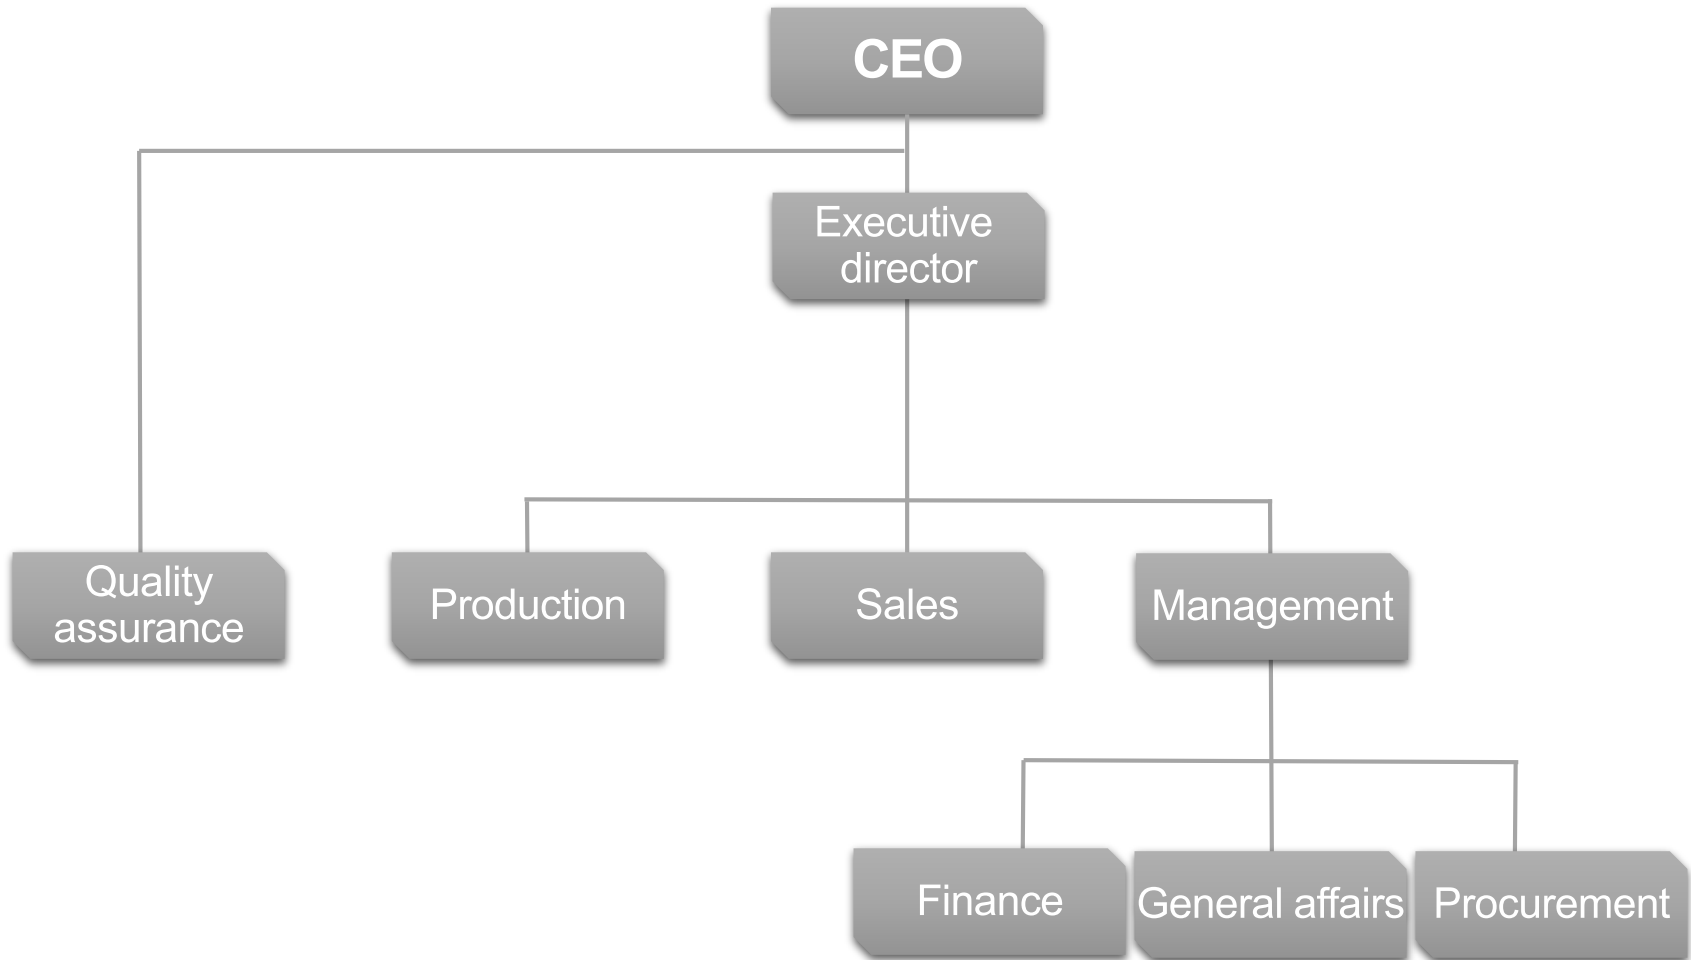 CEO
Executive
director
Quality
assurance
Production
Sales
Management
Finance
General affairs
Procurement